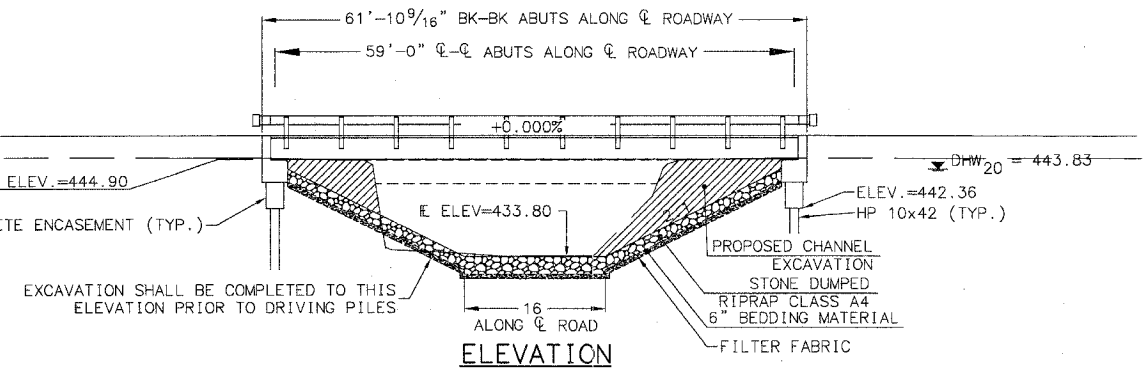 61'-10 9/16" BK-BK ABUTS ALONG ℄ ROADWAY
59'-0" ℄-℄ ABUTS ALONG ℄ ROADWAY
+0.000%
ELEV.=444.90
DHW20 = 443.83
ELEV.=442.36
HP 10x42 (TYP.)
ETE ENCASEMENT (TYP.)
ELEV=433.80
PROPOSED CHANNEL
EXCAVATION
STONE DUMPED
RIPRAP CLASS A4
6" BEDDING MATERIAL
FILTER FABRIC
EXCAVATION SHALL BE COMPLETED TO THIS
ELEVATION PRIOR TO DRIVING PILES
16
ALONG ℄ ROAD
ELEVATION